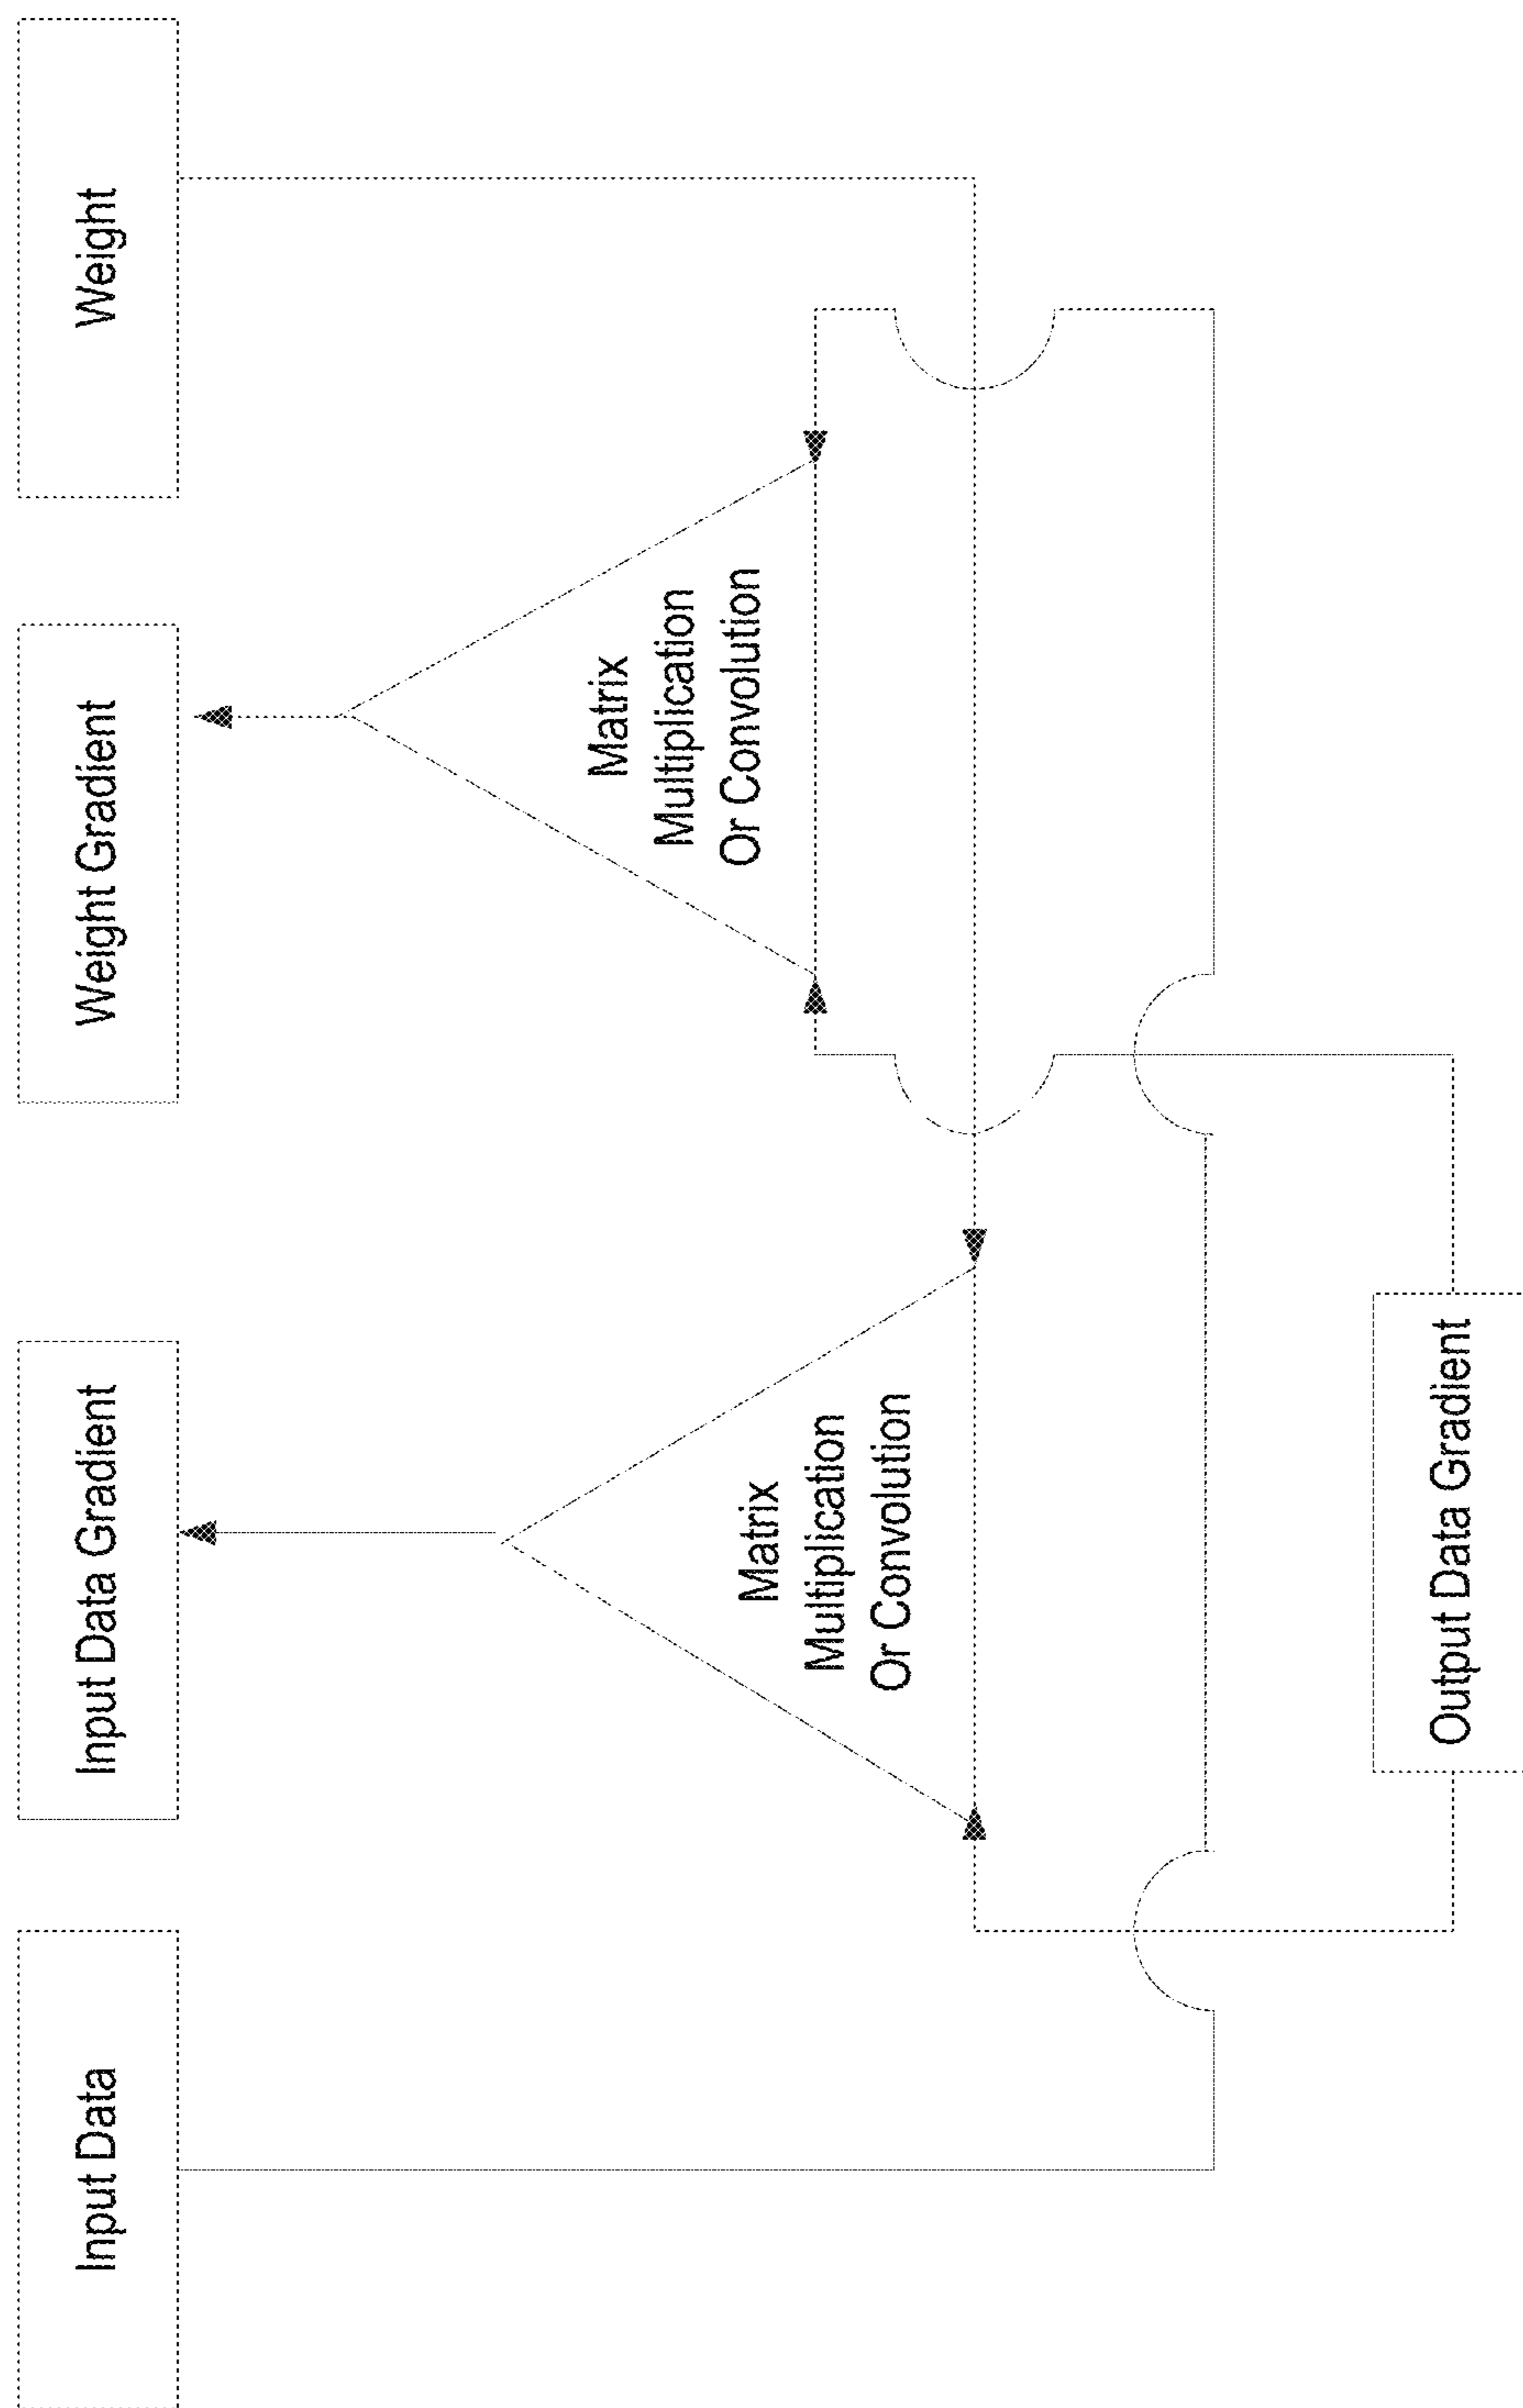 Input Data
Input Data Gradient
Weight Gradient
Weight
Matrix
Multiplication
Or Convolution
Matrix
Multiplication
Or Convolution
Output Data Gradient